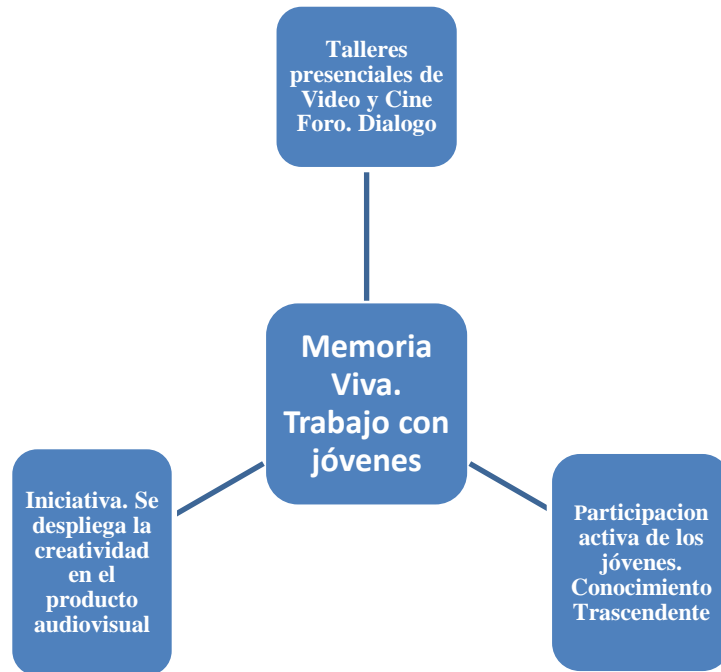 Talleres
presenciales de
Video y Cine
Foro. Dialogo
Memoria
Viva.
Trabajo con
jóvenes
Iniciativa. Se
despliega la
creatividad
en el
producto
audiovisual
Participacion
activa de los
jóvenes.
Conocimiento
Trascendente